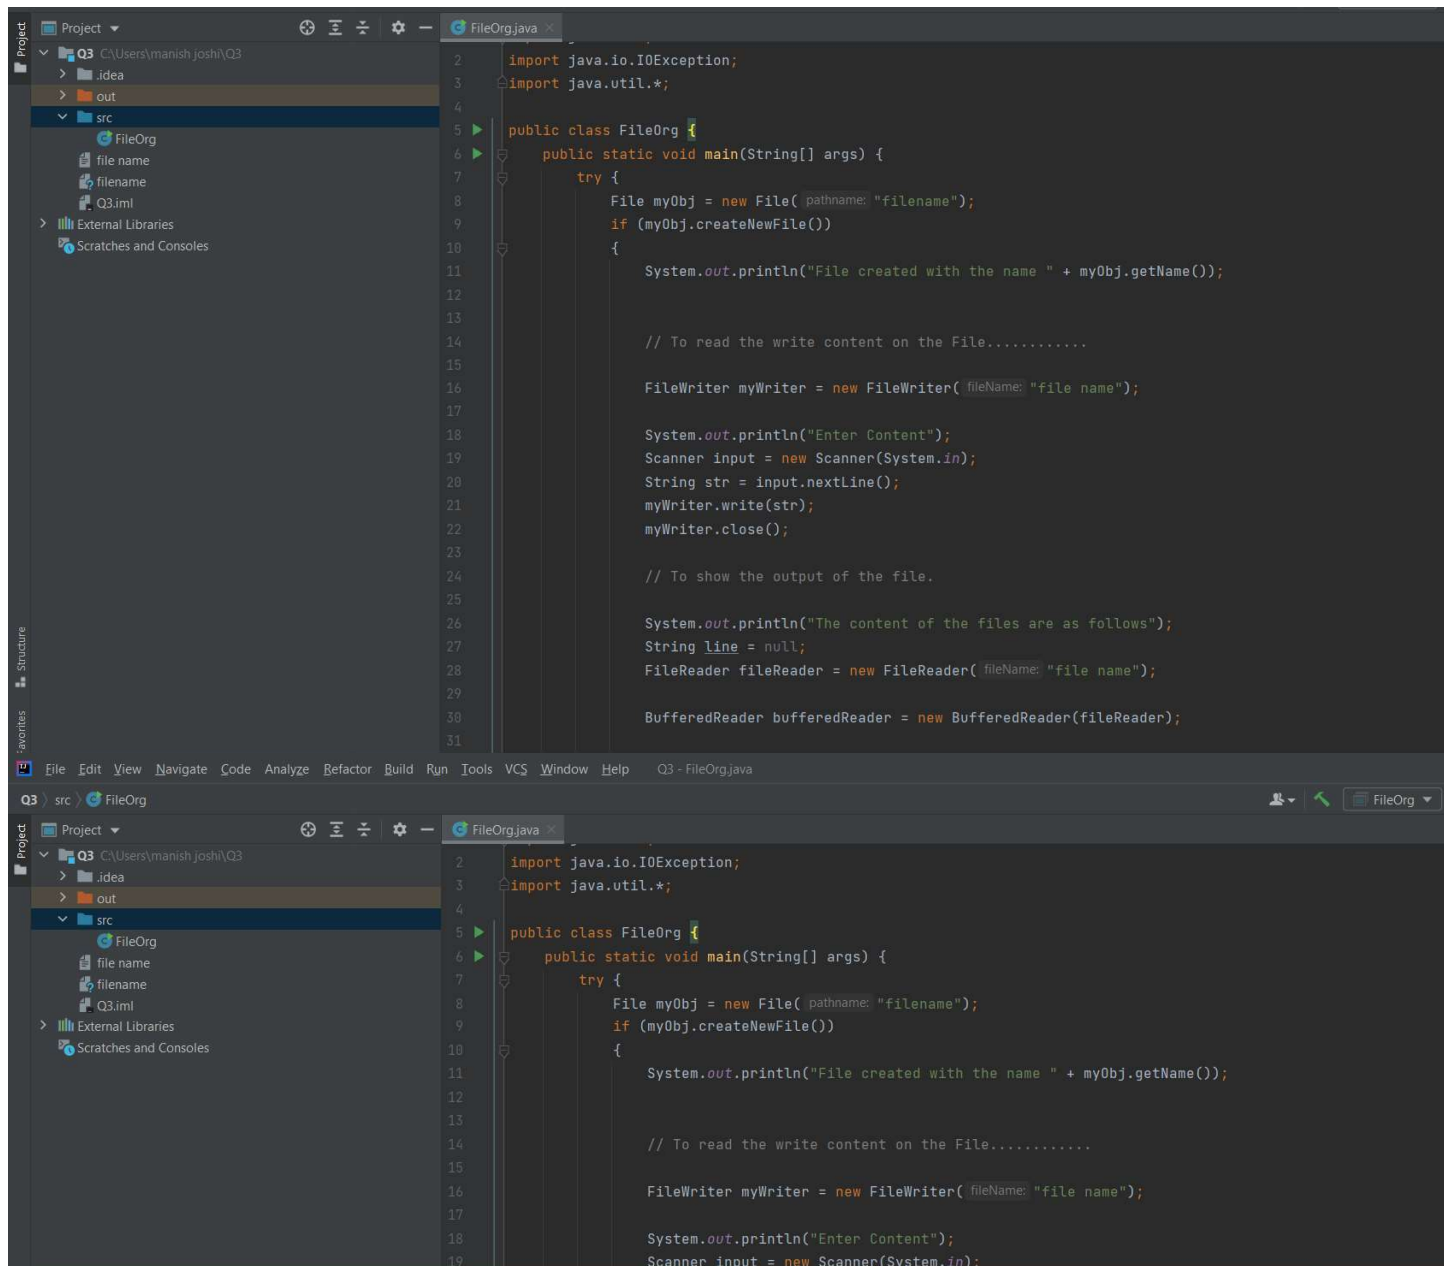 Project
FileOrg.java
Project
Q3 C:\Users\manish joshi\Q3
.idea
out
src
FileOrg
file name
filename
Q3.iml
External Libraries
Scratches and Consoles
Structure
2 import java.io.IOException;
3 import java.util.*;
4
5 public class FileOrg {
6 public static void main(String[] args) {
7 try {
8 File myObj = new File( pathname: "filename");
9 if (myObj.createNewFile())
10 {
11 System.out.println("File created with the name " + myObj.getName());
12
13
14 // To read the write content on the File............
15
16 FileWriter myWriter = new FileWriter( fileName: "file name");
17
18 System.out.println("Enter Content");
19 Scanner input = new Scanner(System.in);
20 String str = input.nextLine();
21 myWriter.write(str);
22 myWriter.close();
23
24 // To show the output of the file.
25
26 System.out.println("The content of the files are as follows");
27 String line = null;
28 FileReader fileReader = new FileReader( fileName: "file name");
29
30 BufferedReader bufferedReader = new BufferedReader(fileReader);
31
File Edit View Navigate Code Analyze Refactor Build Run Tools VCS Window Help Q3 - FileOrg.java
Q3 src FileOrg FileOrg
Project
FileOrg.java
Project
Q3 C:\Users\manish joshi\Q3
.idea
out
src
FileOrg
file name
filename
Q3.iml
External Libraries
Scratches and Consoles
2 import java.io.IOException;
3 import java.util.*;
4
5 public class FileOrg {
6 public static void main(String[] args) {
7 try {
8 File myObj = new File( pathname: "filename");
9 if (myObj.createNewFile())
10 {
11 System.out.println("File created with the name " + myObj.getName());
12
13
14 // To read the write content on the File............
15
16 FileWriter myWriter = new FileWriter( fileName: "file name");
17
18 System.out.println("Enter Content");
19 Scanner input = new Scanner(System.in);